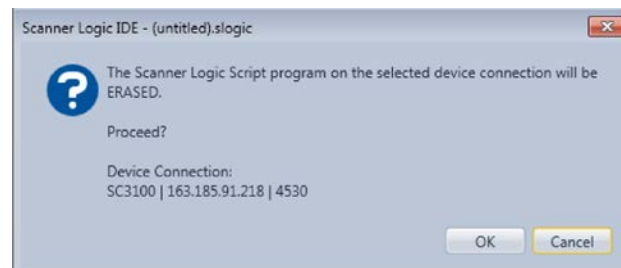 Scanner Logic IDE - (untitled).slogic
The Scanner Logic Script program on the selected device connection will be
ERASED.
Proceed?
Device Connection:
SC3100 | 163.185.91.218 | 4530
OK Cancel